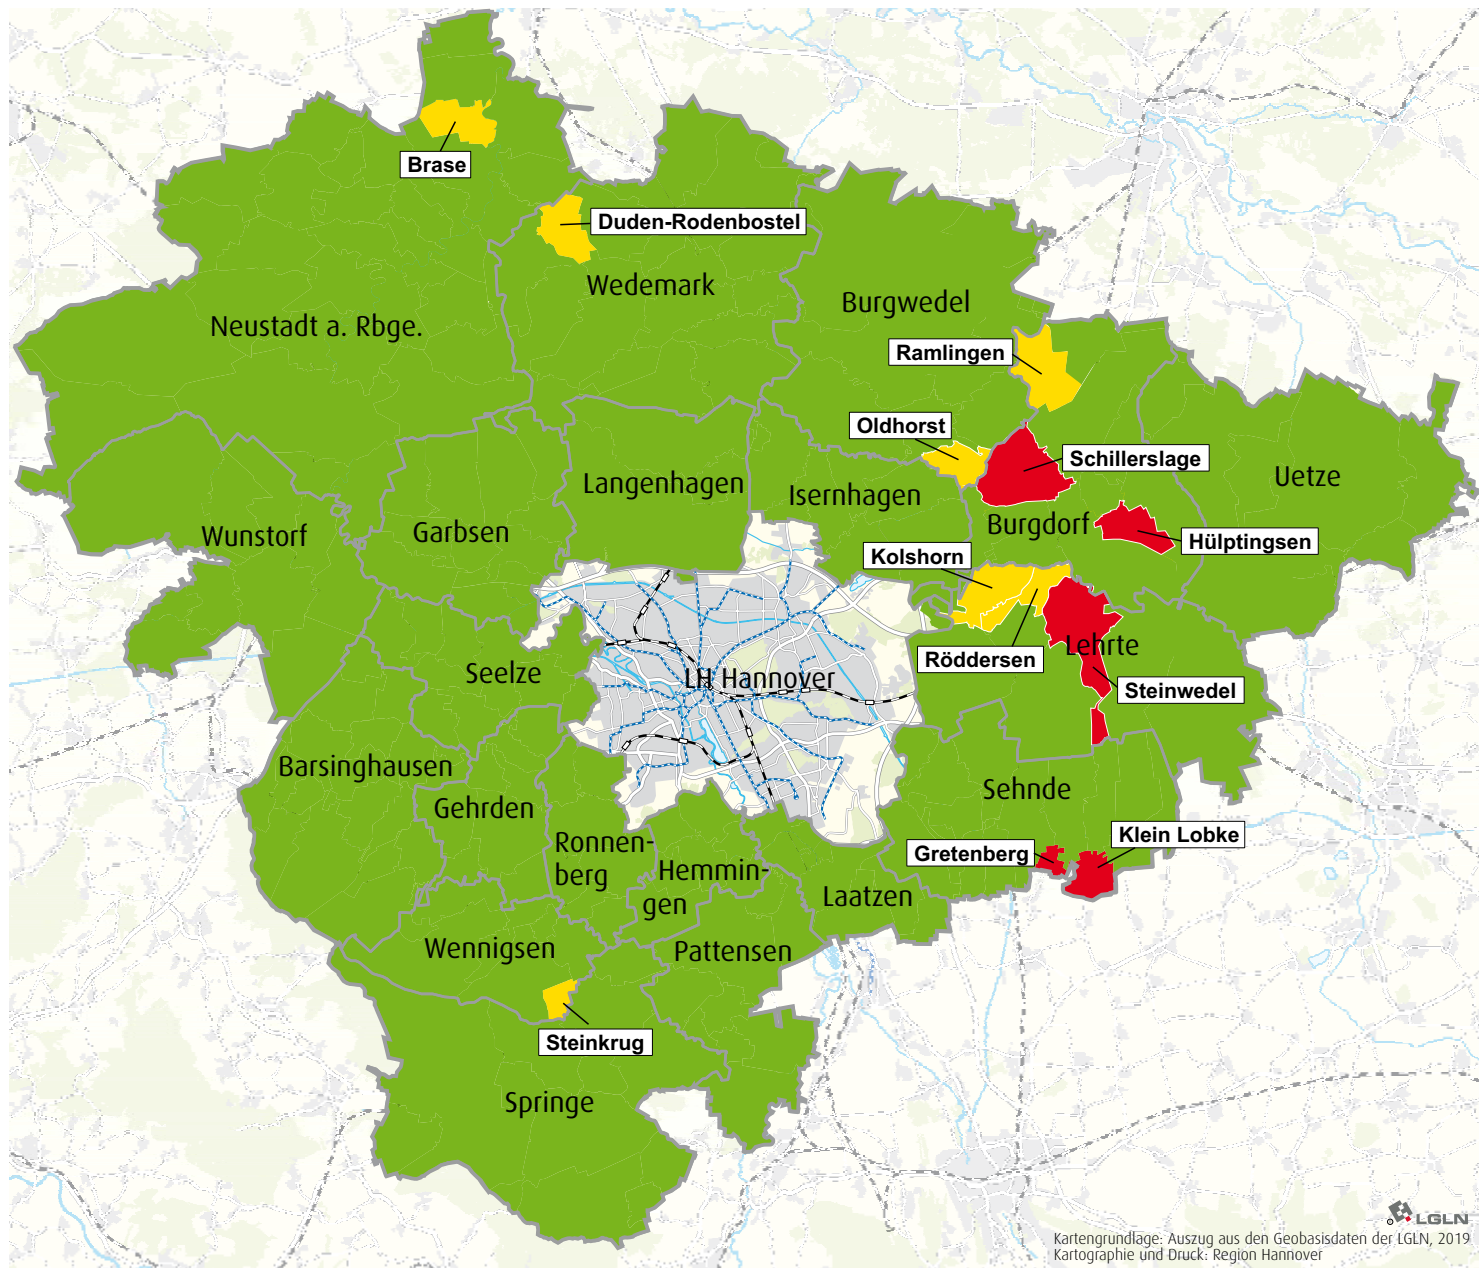 Brase
Duden-Rodenbostel
Wedemark
Burgwedel
Neustadt a. Rbge.
Ramlingen
Oldhorst
Schillerslage
Uetze
Langenhagen
Isernhagen
Wunstorf
Garbsen
Burgdorf
Hülptingsen
Kolshorn
Lehrte
Röddersen
Seelze
LH Hannover
Steinwedel
Barsinghausen
Sehnde
Gehrden
Klein Lobke
Ronnen-
berg
Gretenberg
Hemmin-
gen
Laatzen
Wennigsen
Pattensen
Steinkrug
Springe
LGLN
Kartengrundlage: Auszug aus den Geobasisdaten der LGLN, 2019
Kartographie und Druck: Region Hannover